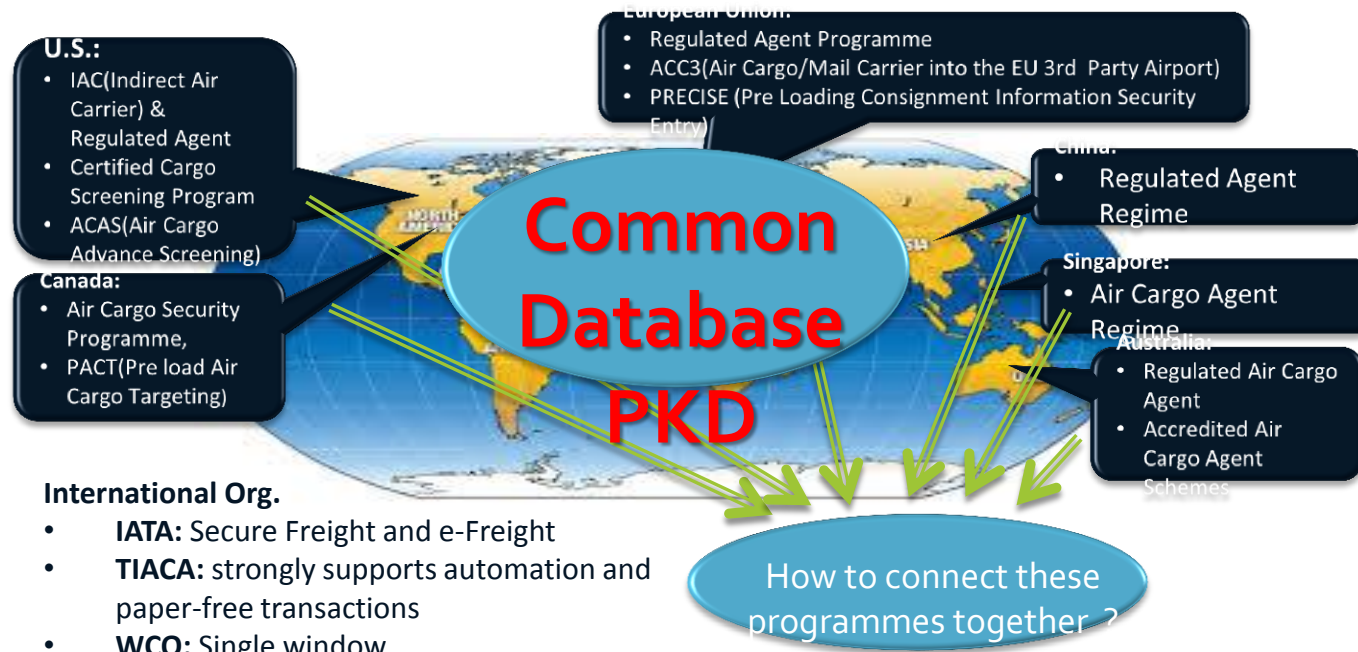 U.S.:
• IAC(Indirect Air
Carrier) &
Regulated Agent
• Certified Cargo
Screening Program
• ACAS(Air Cargo
Advance Screening)
Canada:
• Air Cargo Security
Programme,
• PACT(Pre load Air
Cargo Targeting)
European Union:
• Regulated Agent Programme
• ACC3(Air Cargo/Mail Carrier into the EU 3rd Party Airport)
• PRECISE (Pre Loading Consignment Information Security
Entry)
China:
• Regulated Agent
Regime
Singapore:
• Air Cargo Agent
Regime
Australia:
• Regulated Air Cargo
Agent
• Accredited Air
Cargo Agent
Schemes
NORTH
AMERICA
Common
Database
PKD
International Org.
• IATA: Secure Freight and e-Freight
• TIACA: strongly supports automation and
paper-free transactions
• WCO: Single window
How to connect these
programmes together ?